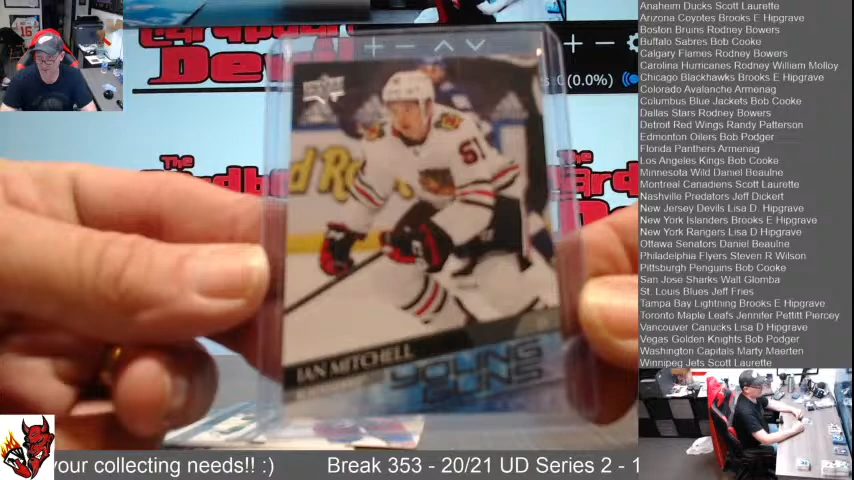 Cardboard
Devil
0 (0.0%)
The
The
51
UPPER DECK
IAN MITCHELL
YOUNG
GUNS
your collecting needs!! :)
Break 353 - 20/21 UD Series 2 - 1
Anaheim Ducks Scott Laurette
Arizona Coyotes Brooks E Hipgrave
Boston Bruins Rodney Bowers
Buffalo Sabres Bob Cooke
Calgary Flames Rodney Bowers
Carolina Hurricanes Rodney William Molloy
Chicago Blackhawks Brooks E Hipgrave
Colorado Avalanche Armenag
Columbus Blue Jackets Bob Cooke
Dallas Stars Rodney Bowers
Detroit Red Wings Randy Patterson
Edmonton Oilers Bob Podger
Florida Panthers Armenag
Los Angeles Kings Bob Cooke
Minnesota Wild Daniel Beaulne
Montreal Canadiens Scott Laurette
Nashville Predators Jeff Dickert
New Jersey Devils Lisa D. Hipgrave
New York Islanders Brooks E Hipgrave
New York Rangers Lisa D Hipgrave
Ottawa Senators Daniel Beaulne
Philadelphia Flyers Steven R Wilson
Pittsburgh Penguins Bob Cooke
San Jose Sharks Walt Glomba
St. Louis Blues Jeff Fries
Tampa Bay Lightning Brooks E Hipgrave
Toronto Maple Leafs Jennifer Pettitt Piercey
Vancouver Canucks Lisa D Hipgrave
Vegas Golden Knights Bob Podger
Washington Capitals Marty Maerten
Winnipeg Jets Scott Laurette